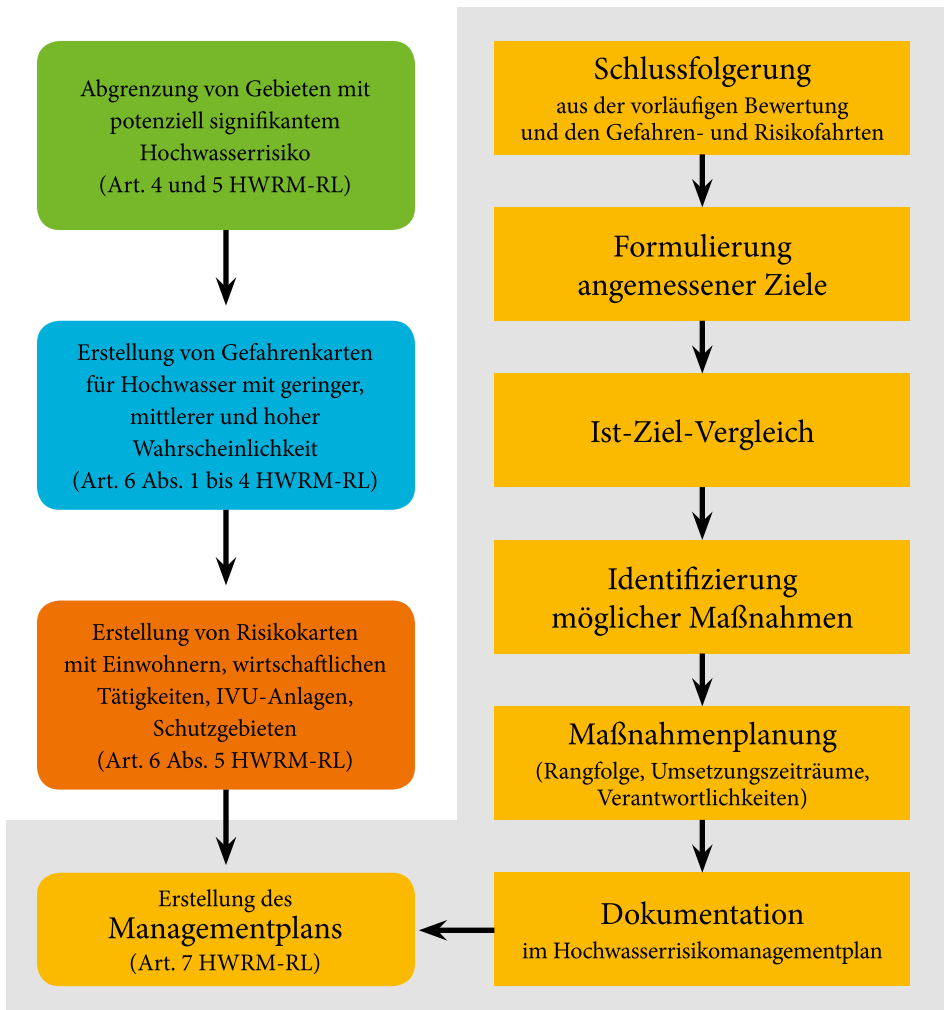 Abgrenzung von Gebieten mit
potenziell signifikantem
Hochwasserrisiko
(Art. 4 und 5 HWRM-RL)
Erstellung von Gefahrenkarten
für Hochwasser mit geringer,
mittlerer und hoher
Wahrscheinlichkeit
(Art. 6 Abs. 1 bis 4 HWRM-RL)
Erstellung von Risikokarten
mit Einwohnern, wirtschaftlichen
Tätigkeiten, IVU-Anlagen,
Schutzgebieten
(Art. 6 Abs. 5 HWRM-RL)
Erstellung des
Managementplans
(Art. 7 HWRM-RL)
Schlussfolgerung
aus der vorläufigen Bewertung
und den Gefahren- und Risikofahrten
Formulierung
angemessener Ziele
Ist-Ziel-Vergleich
Identifizierung
möglicher Maßnahmen
Maßnahmenplanung
(Rangfolge, Umsetzungszeiträume,
Verantwortlichkeiten)
Dokumentation
im Hochwasserrisikomanagementplan